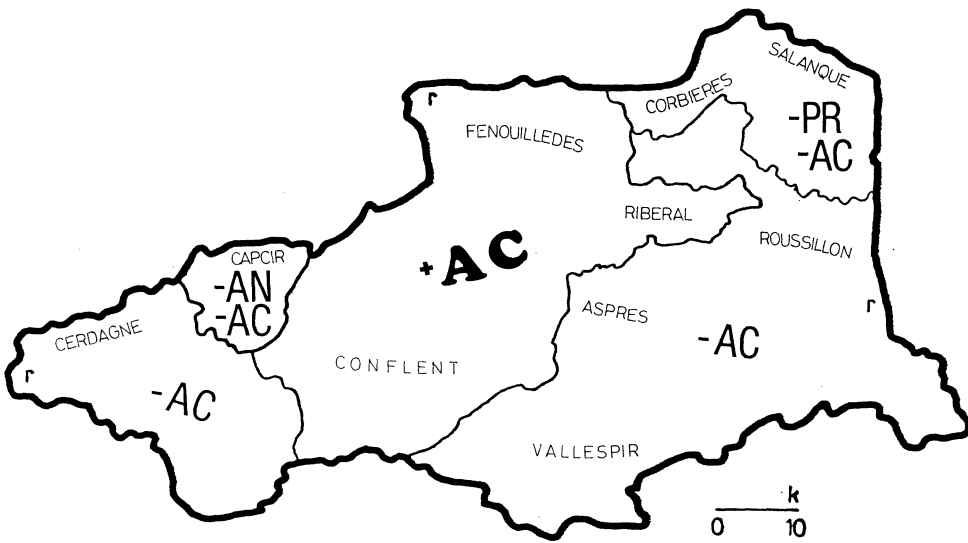 SALANQUE
CORBIERES
r
-PR
-AC
FENOUILLEDES
RIBERAL
ROUSSILLON
+AC
CAPCIR
-AN
-AC
ASPRES
r
CERDAGNE
-AC
CONFLENT
r
-AC
VALLESPIR
k
0 10